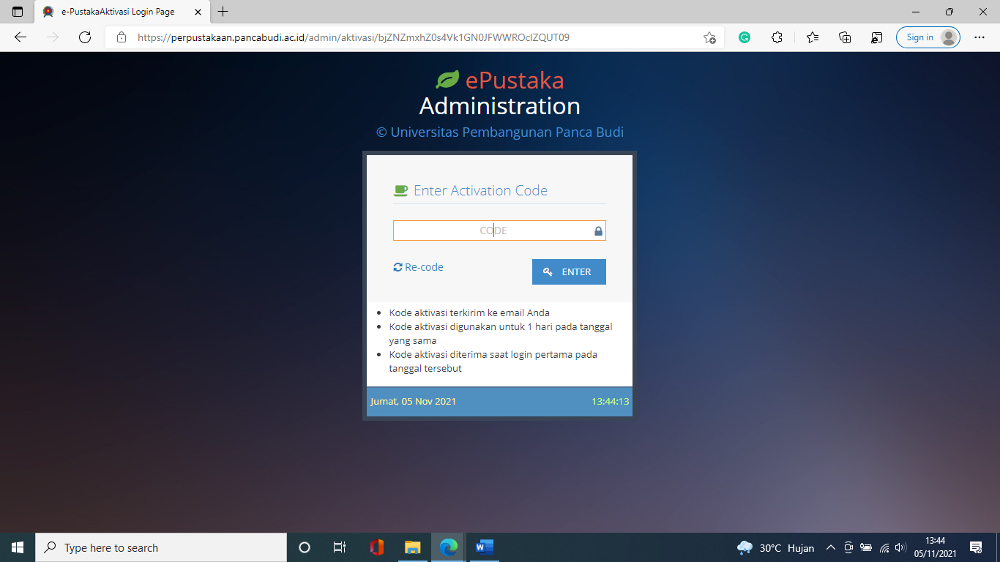 e-PustakaAktivasi Login Page
https://perpustakaan.pancabudi.ac.id/admin/aktivasi/bjZNZmxhZ0s4Vk1GN0JFWWROclZQUT09
Sign in
ePustaka
Administration
© Universitas Pembangunan Panca Budi
Enter Activation Code
CODE
Re-code
ENTER
Kode aktivasi terkirim ke email Anda
Kode aktivasi digunakan untuk 1 hari pada tanggal
yang sama
Kode aktivasi diterima saat login pertama pada
tanggal tersebut
Jumat, 05 Nov 2021
13:44:13
Type here to search
30°C Hujan
13:44
05/11/2021